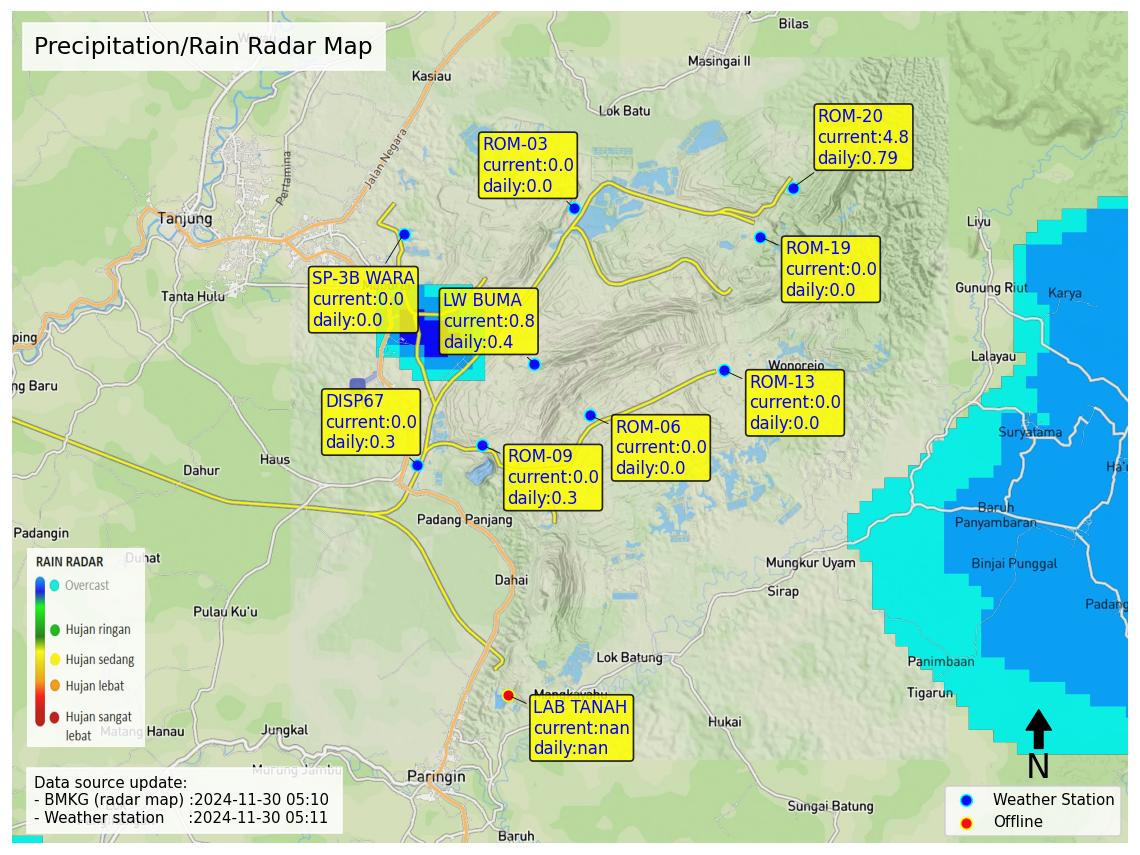 Precipitation/Rain Radar Map
Bilas
Masingai II
Kasiau
Lok Batu
Jalan Negara
Pertamina
Tanjung
Tanta Hulu
ROM-03
current:0.0
daily:0.0
ROM-20
current:4.8
daily:0.79
ROM-19
current:0.0
daily:0.0
SP-3B WARA
current:0.0
daily:0.0
LW BUMA
current:0.8
daily:0.4
Liyu
Gunung Riut
Karya
Lalayau
ping
ng Baru
Wonorejo
ROM-13
current:0.0
daily:0.0
DISP67
current:0.0
daily:0.3
ROM-06
current:0.0
daily:0.0
ROM-09
current:0.0
daily:0.3
Suryatama
Haus
Dahur
Baruh
Panyambaran
Padang Panjang
Padangin
Duhat
Mungkur Uyam
Binjai Punggal
Dahai
Sirap
Padang
Pulau Ku'u
RAIN RADAR
Overcast
Hujan ringan
Hujan sedang
Hujan lebat
Hujan sangat
lebat
Lok Batung
Panimbaan
Tigarun
Mangkayahu
LAB TANAH
current:nan
daily:nan
Hukai
Matang Hanau
Jungkal
Murung Jambu
Paringin
N
Data source update:
- BMKG (radar map) :2024-11-30 05:10
- Weather station :2024-11-30 05:11
Sungai Batung
Baruh
Weather Station
Offline